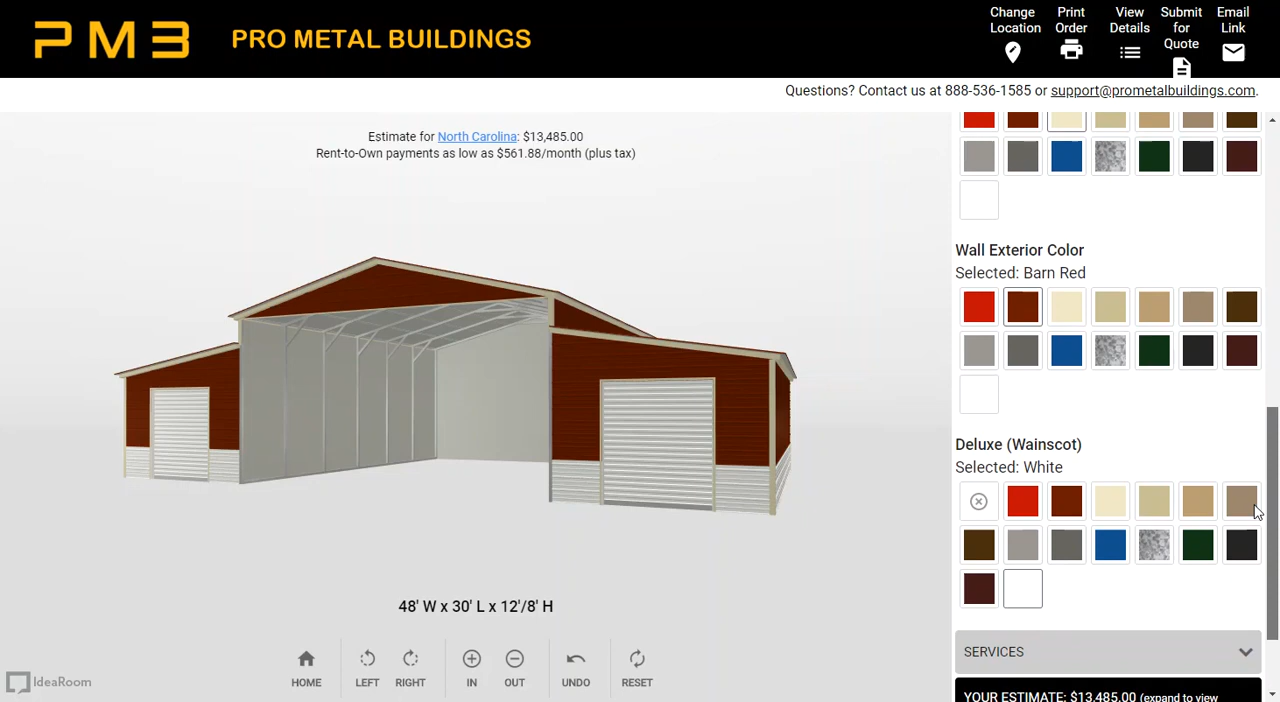 PMB
PRO METAL BUILDINGS
Change Location
Print Order
View Details
Submit for Quote
Email Link
Questions? Contact us at 888-536-1585 or support@prometalbuildings.com.
Estimate for North Carolina: $13,485.00
Rent-to-Own payments as low as $561.88/month (plus tax)
Wall Exterior Color
Selected: Barn Red
Deluxe (Wainscot)
Selected: White
48' W x 30' L x 12'/8' H
HOME
LEFT
RIGHT
IN
OUT
UNDO
RESET
IdeaRoom
SERVICES
YOUR ESTIMATE: $13,485.00 (expand to view